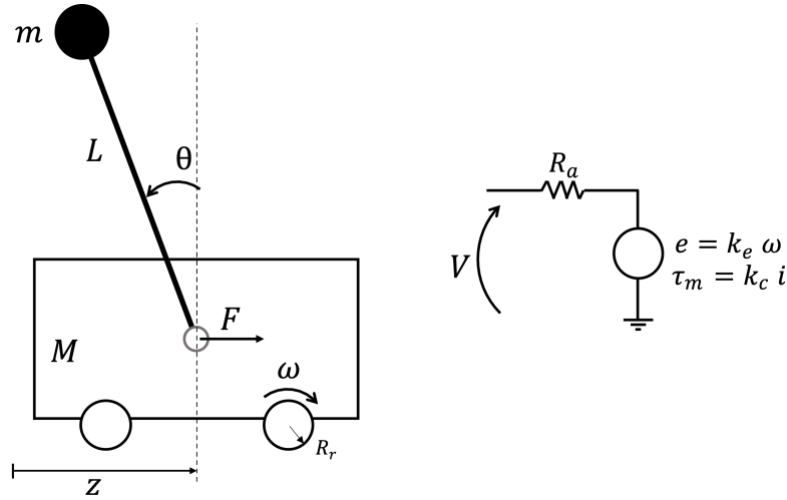 m
L
θ
R_a
V
e = k_e ω
τ_m = k_c i
F
M
ω
R_r
z